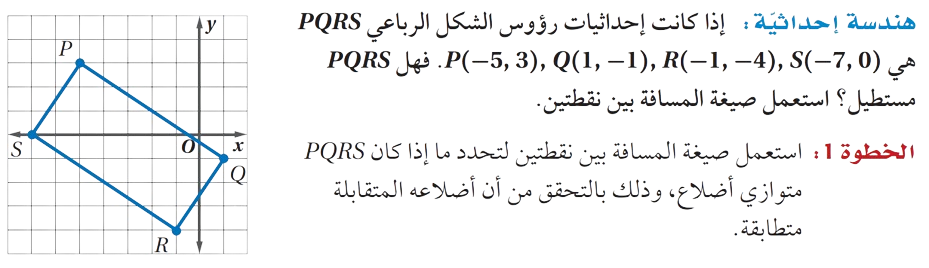 هندسة إحداثيّة: إذا كانت إحداثيات رؤوس الشكل الرباعي PQRS
هي P(−5, 3), Q(1, −1), R(−1, −4), S(−7, 0). فهل PQRS
مستطيل؟ استعمل صيغة المسافة بين نقطتين.
الخطوة 1: استعمل صيغة المسافة بين نقطتين لتحدد ما إذا كان PQRS
متوازي أضلاع، وذلك بالتحقق من أن أضلاعه المتقابلة
متطابقة.
y
P
S
O
x
Q
R